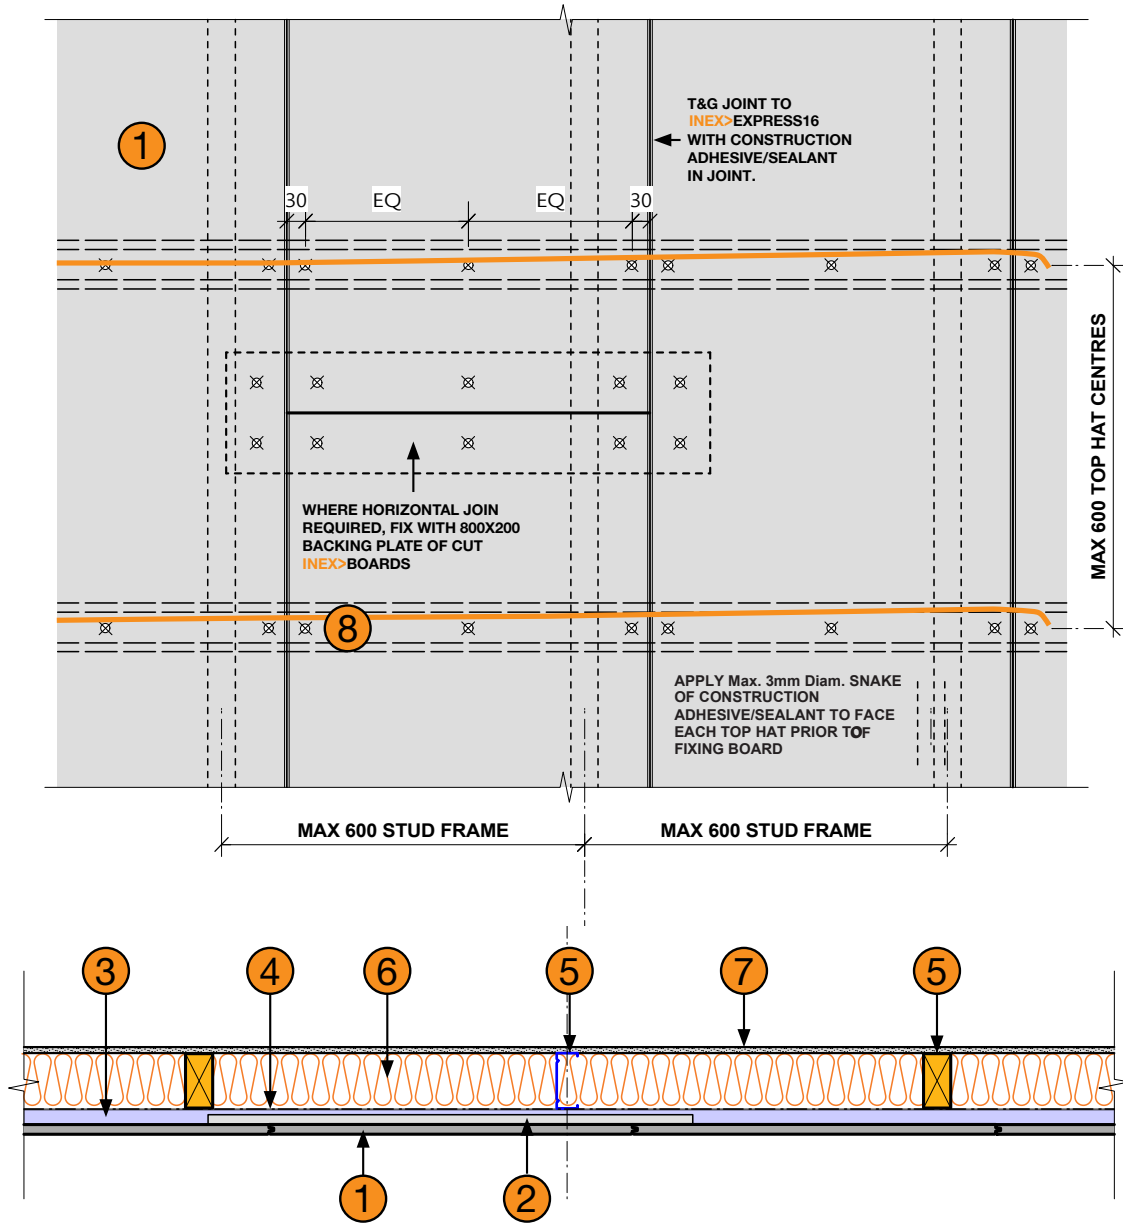 T&G JOINT TO
INEX>EXPRESS16
WITH CONSTRUCTION
ADHESIVE/SEALANT
IN JOINT.
1
30
EQ
EQ
30
MAX 600 TOP HAT CENTRES
WHERE HORIZONTAL JOIN
REQUIRED, FIX WITH 800X200
BACKING PLATE OF CUT
INEX>BOARDS
8
APPLY Max. 3mm Diam. SNAKE
OF CONSTRUCTION
ADHESIVE/SEALANT TO FACE
EACH TOP HAT PRIOR TOF
FIXING BOARD
MAX 600 STUD FRAME
MAX 600 STUD FRAME
3
4
6
5
7
5
1
2